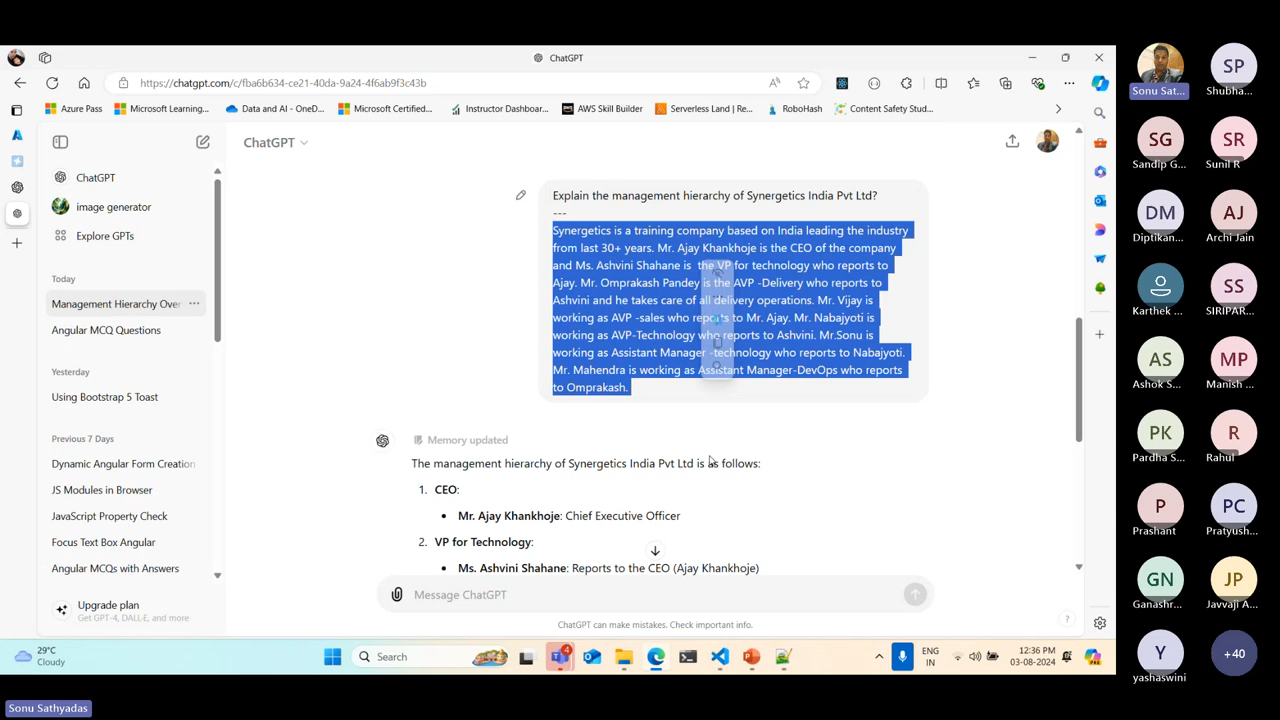 ChatGPT
https://chatgpt.com/c/fba6b634-ce21-40da-9a24-4f6ab9f3c43b
Azure Pass
Microsoft Learning...
Data and AI - OneD...
Microsoft Certified...
Instructor Dashboar...
AWS Skill Builder
Serverless Land | Re...
RoboHash
Content Safety Stud...
ChatGPT
image generator
Explore GPTs
Today
Management Hierarchy Over
Angular MCQ Questions
Yesterday
Using Bootstrap 5 Toast
Previous 7 Days
Dynamic Angular Form Creation
JS Modules in Browser
JavaScript Property Check
Focus Text Box Angular
Angular MCQs with Answers
Upgrade plan
Get GPT-4, DALL·E, and more
ChatGPT
Explain the management hierarchy of Synergetics India Pvt Ltd?
---
Synergetics is a training company based on India leading the industry
from last 30+ years. Mr. Ajay Khankhoje is the CEO of the company
and Ms. Ashvini Shahane is the VP for technology who reports to
Ajay. Mr. Omprakash Pandey is the AVP -Delivery who reports to
Ashvini and he takes care of all delivery operations. Mr. Vijay is
working as AVP -sales who reports to Mr. Ajay. Mr. Nabajyoti is
working as AVP-Technology who reports to Ashvini. Mr.Sonu is
working as Assistant Manager -technology who reports to Nabajyoti.
Mr. Mahendra is working as Assistant Manager-DevOps who reports
to Omprakash.
Memory updated
The management hierarchy of Synergetics India Pvt Ltd is as follows:
1. CEO:
• Mr. Ajay Khankhoje: Chief Executive Officer
2. VP for Technology:
• Ms. Ashvini Shahane: Reports to the CEO (Ajay Khankhoje)
Message ChatGPT
ChatGPT can make mistakes. Check important info.
?
29°C
Cloudy
Search
4
ENG
IN
12:36 PM
03-08-2024
Sonu Sathyadas
Sonu Sat...
SP
Shubha...
SG
Sandip G...
SR
Sunil R
DM
Diptikan...
AJ
Archi Jain
Karthek ...
SS
SIRIPAR...
AS
Ashok S...
MP
Manish ...
PK
Pardha S...
R
Rahul
P
Prashant
PC
Pratyush...
GN
Ganashr...
JP
Javvaji A...
Y
yashaswini
+40